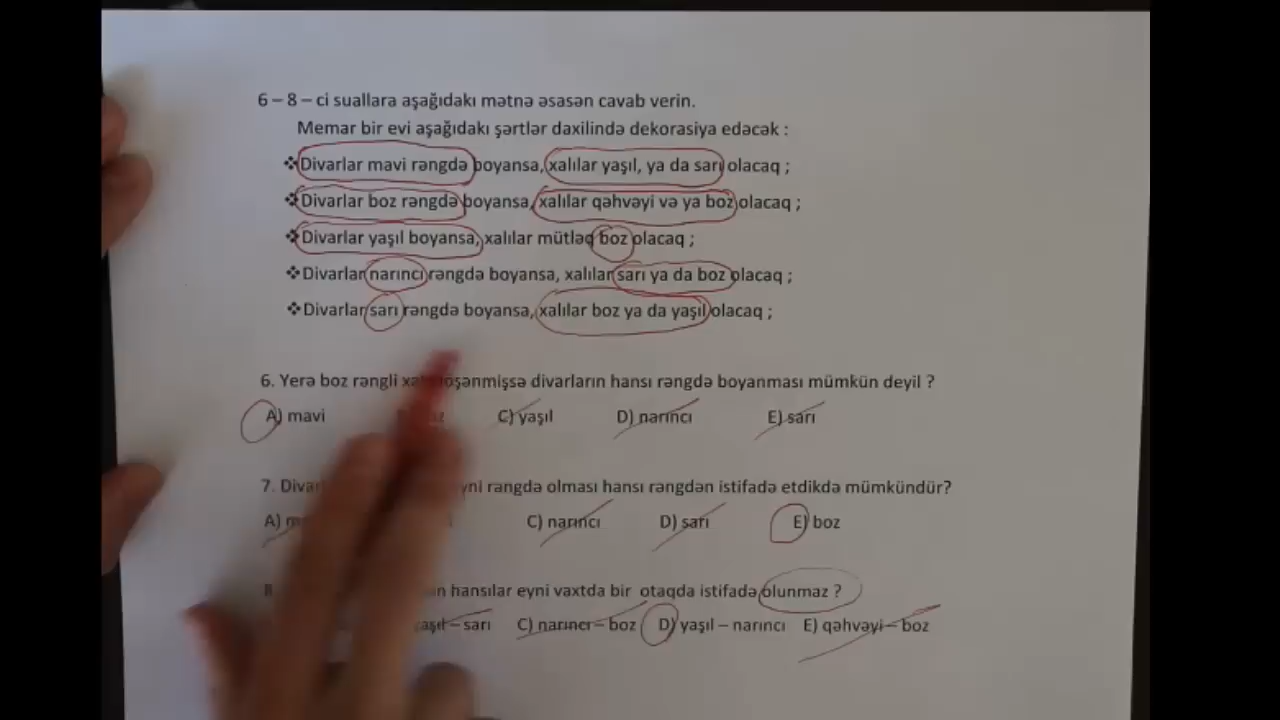 6 – 8 – ci suallara aşağıdakı mətnə əsasən cavab verin.
Memar bir evi aşağıdakı şərtlər daxilində dekorasiya edəcək :
❖Divarlar mavi rəngdə boyansa, xalılar yaşıl, ya da sarı olacaq ;
❖Divarlar boz rəngdə boyansa, xalılar qəhvəyi və ya boz olacaq ;
❖Divarlar yaşıl boyansa, xalılar mütləq boz olacaq ;
❖Divarlar narıncı rəngdə boyansa, xalılar sarı ya da boz olacaq ;
❖Divarlar sarı rəngdə boyansa, xalılar boz ya da yaşıl olacaq ;
6. Yerə boz rəngli döşənmişsə divarların hansı rəngdə boyanması mümkün deyil ?
A) mavi C) yaşıl D) narıncı E) sarı
7. rəngdə olması hansı rəngdən istifadə etdikdə mümkündür?
A) C) narıncı D) sarı E) boz
hansılar eyni vaxtda bir otaqda istifadə olunmaz ?
– sarı C) narıncı – boz D) yaşıl – narıncı E) qəhvəyi – boz